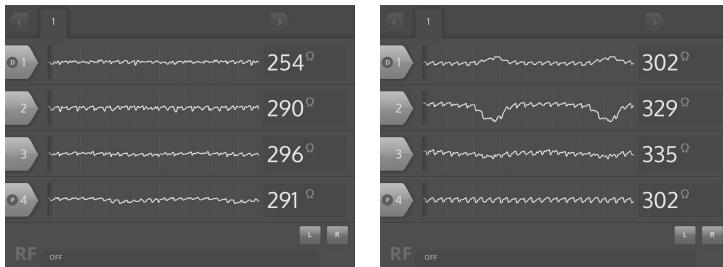 1
D 1 254 Ω
2 290 Ω
3 296 Ω
P 4 291 Ω
L R
RF OFF
1
D 1 302 Ω
2 329 Ω
3 335 Ω
P 4 302 Ω
L R
RF OFF